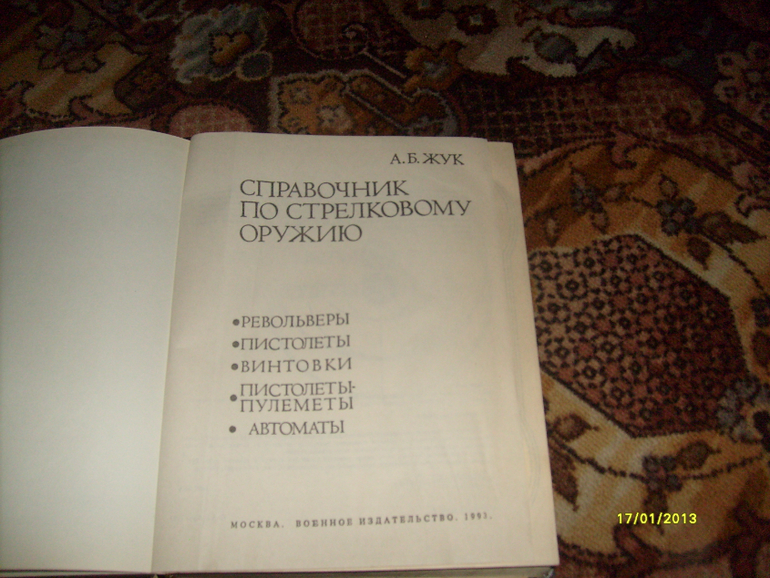 А. Б. ЖУК
СПРАВОЧНИК
ПО СТРЕЛКОВОМУ
ОРУЖИЮ
•РЕВОЛЬВЕРЫ
•ПИСТОЛЕТЫ
•ВИНТОВКИ
•ПИСТОЛЕТЫ-
ПУЛЕМЕТЫ
• АВТОМАТЫ
МОСКВА. ВОЕННОЕ ИЗДАТЕЛЬСТВО. 1993.
17/01/2013